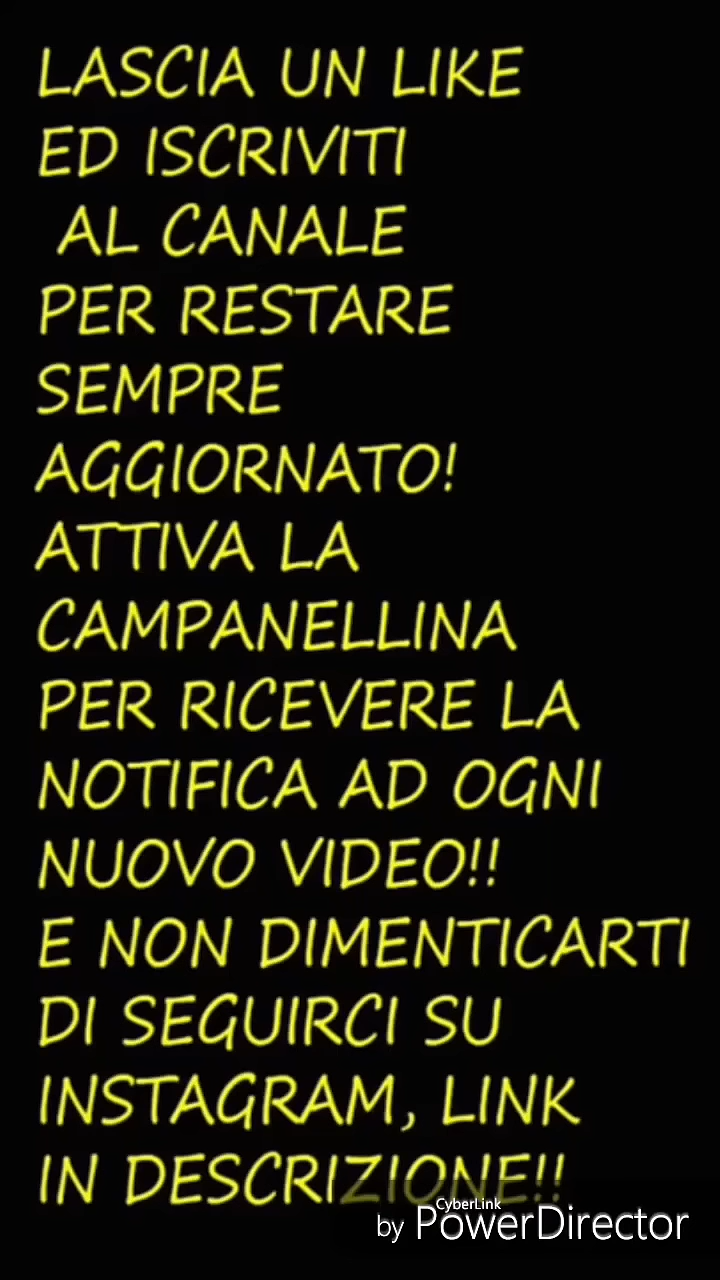 LASCIA UN LIKE
ED ISCRIVITI
AL CANALE
PER RESTARE
SEMPRE
AGGIORNATO!
ATTIVA LA
CAMPANELLINA
PER RICEVERE LA
NOTIFICA AD OGNI
NUOVO VIDEO!!
E NON DIMENTICARTI
DI SEGUIRCI SU
INSTAGRAM, LINK
IN DESCRIZIONE!!
CyberLink
by PowerDirector